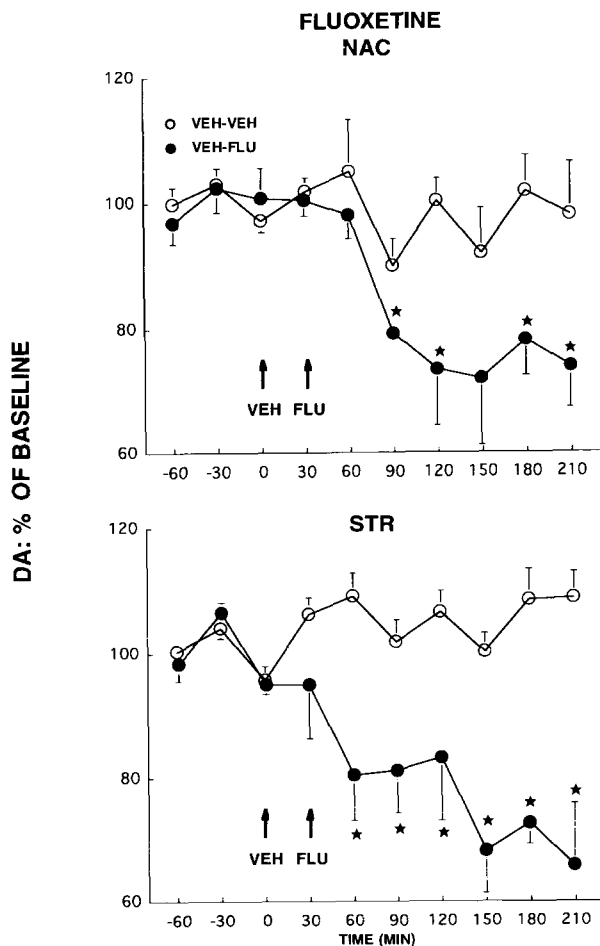 FLUOXETINE
NAC
DA: % OF BASELINE
120
100
80
60
VEH-VEH
VEH-FLU
VEH FLU
-60 -30 0 30 60 90 120 150 180 210
STR
120
100
80
60
VEH FLU
-60 -30 0 30 60 90 120 150 180 210
TIME (MIN)